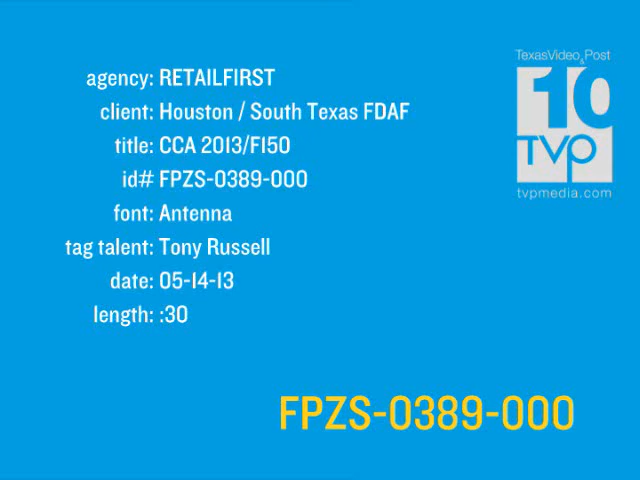 agency: RETAILFIRST
client: Houston / South Texas FDAF
title: CCA 2013/F150
id# FPZS-0389-000
font: Antenna
tag talent: Tony Russell
date: 05-14-13
length: :30
TexasVideo&Post
10
TVP
tvpmedia.com
FPZS-0389-000